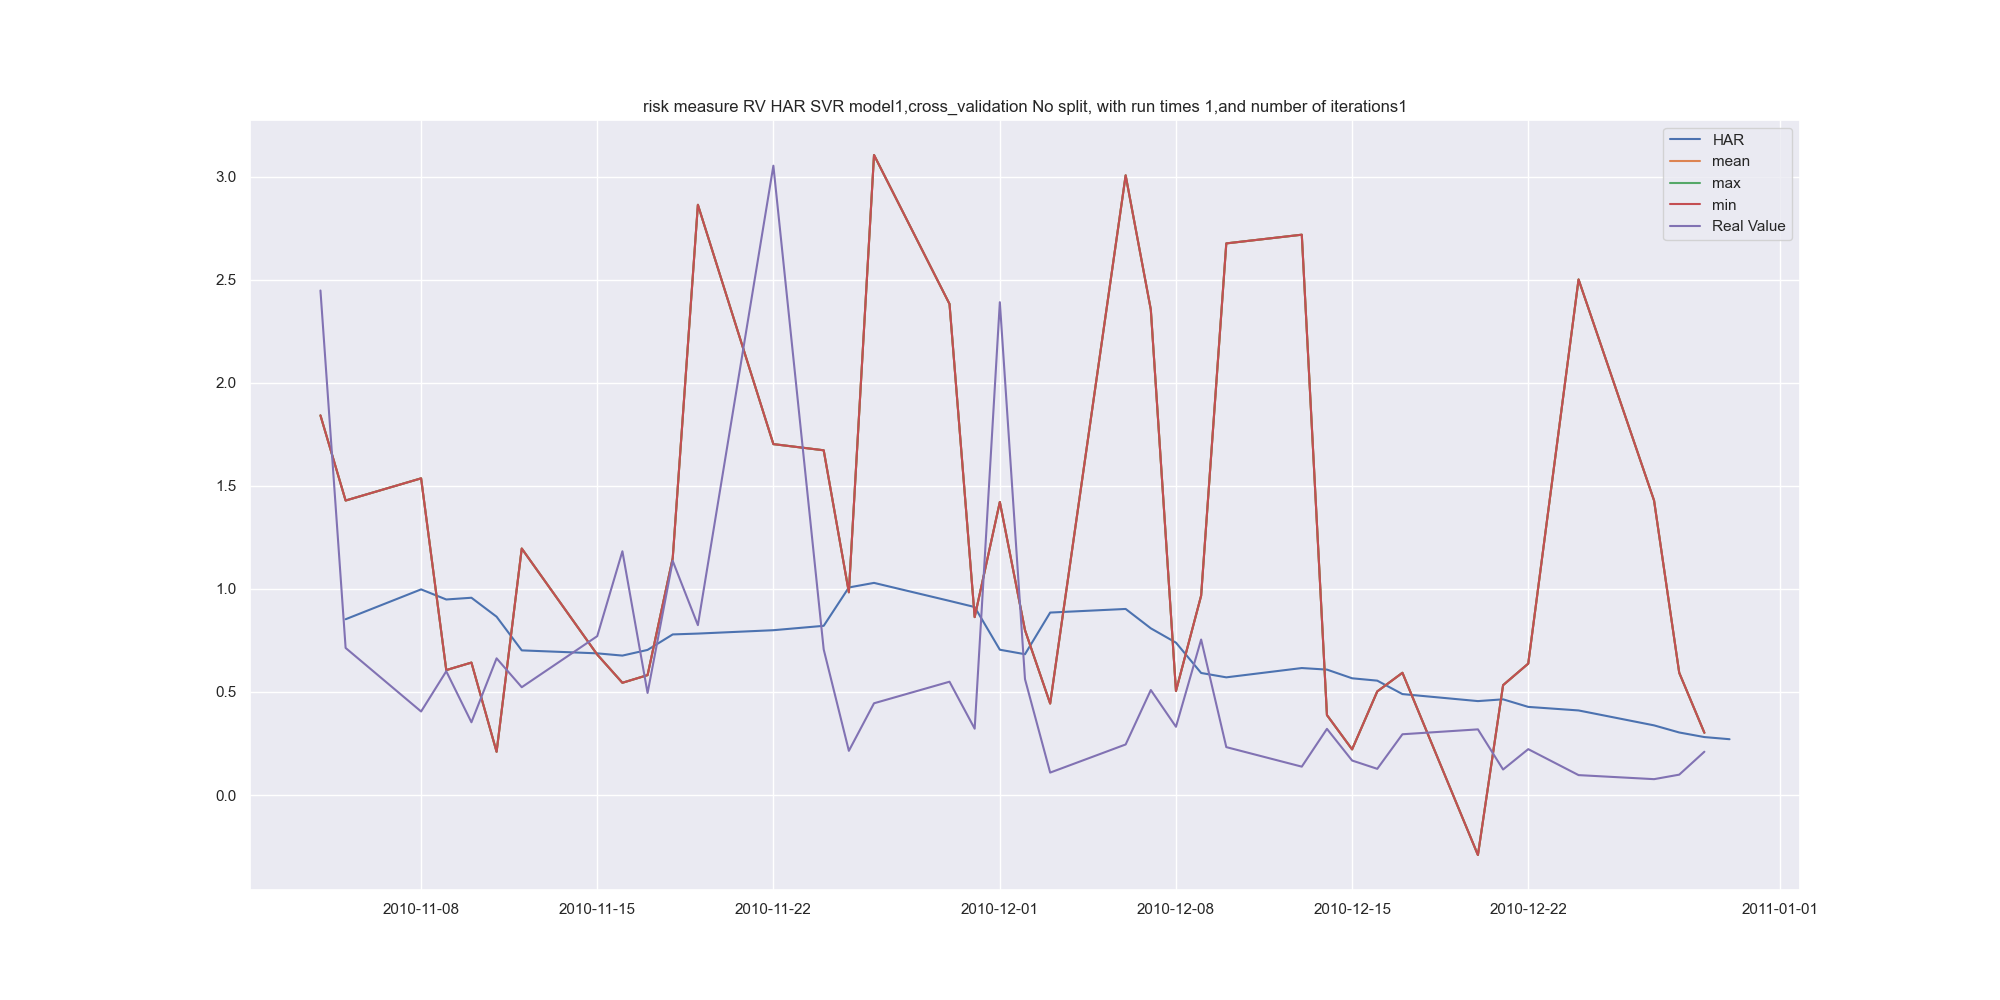 risk measure RV HAR SVR model1,cross_validation No split, with run times 1,and number of iterations1
HAR
mean
max
min
Real Value
3.0
2.5
2.0
1.5
1.0
0.5
0.0
2010-11-08
2010-11-15
2010-11-22
2010-12-01
2010-12-08
2010-12-15
2010-12-22
2011-01-01